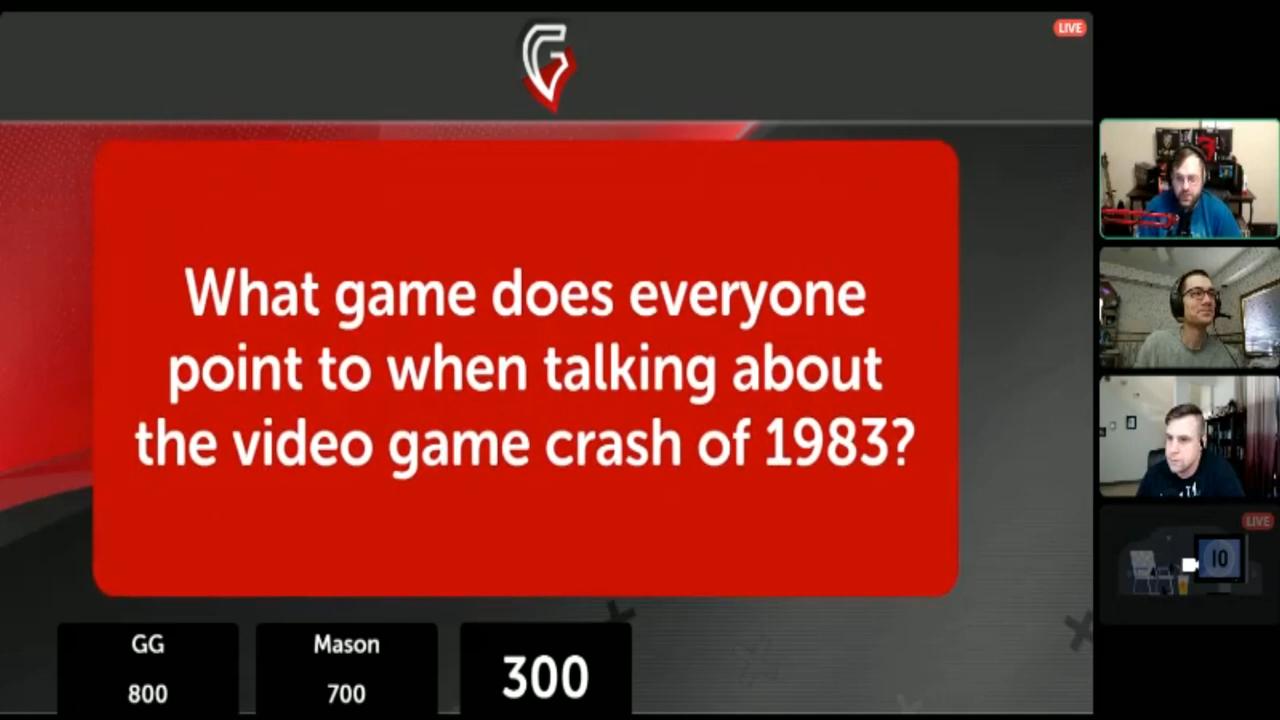 LIVE
What game does everyone
point to when talking about
the video game crash of 1983?
LIVE
10
GG
Mason
300
800
700